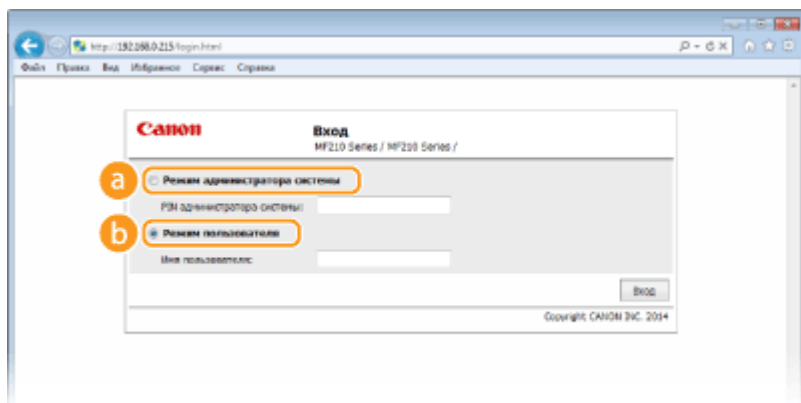 http://192.168.0.215/login.html
Файл Правка Вид Избранное Сервис Справка
Canon
Вход
MF210 Series / MF210 Series /
a
Режим администратора системы
PIN администратора системы:
b
Режим пользователя
Имя пользователя:
Вход
Copyright CANON INC. 2014